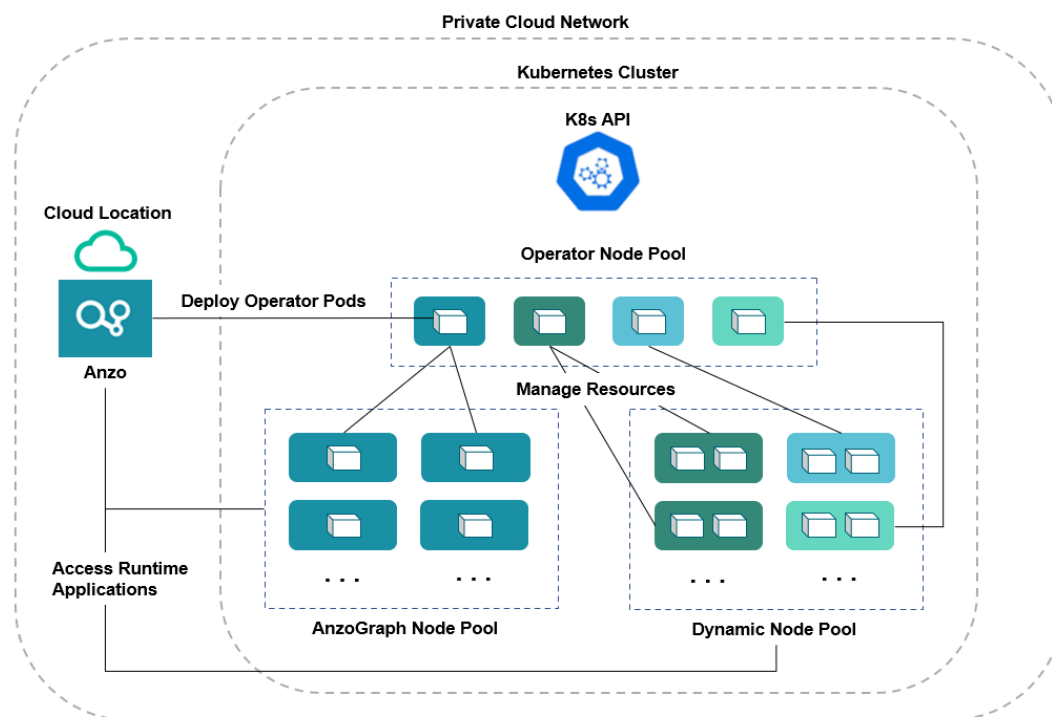 Private Cloud Network
Kubernetes Cluster
K8s API
Cloud Location
Operator Node Pool
Deploy Operator Pods
Anzo
Manage Resources
Access Runtime
Applications
. . .
. . .
. . .
. . .
AnzoGraph Node Pool
Dynamic Node Pool